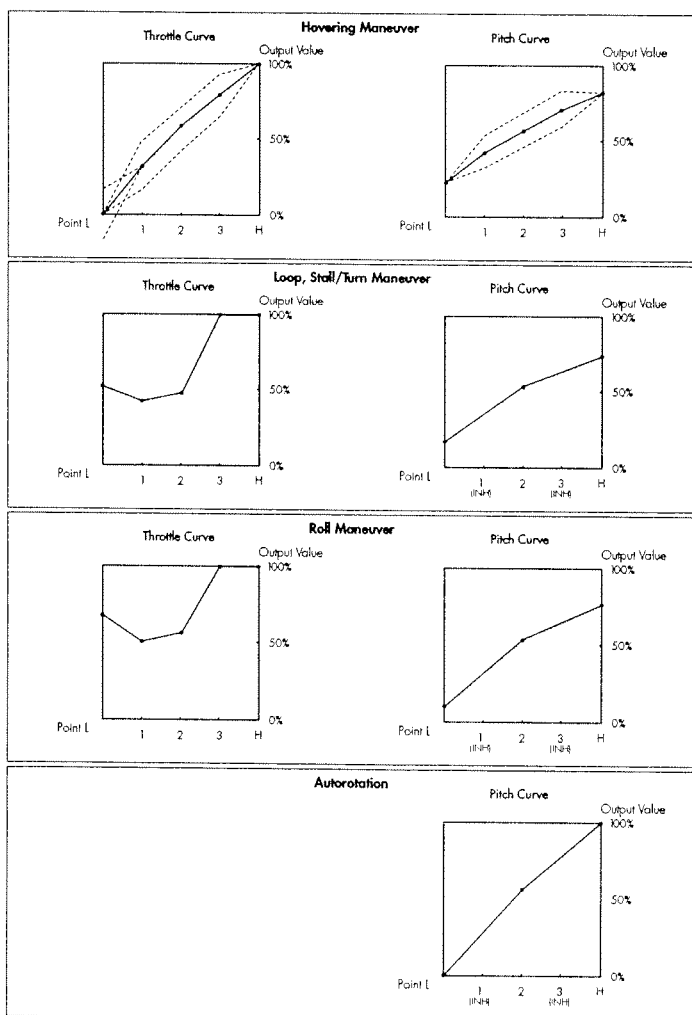 Hovering Maneuver
Throttle Curve
Output Value
100%
50%
0%
Point L
1
2
3
H
Pitch Curve
Output Value
100%
50%
0%
Point L
1
2
3
H
Loop, Stall/Turn Maneuver
Throttle Curve
Output Value
100%
50%
0%
Point L
1
2
3
H
Pitch Curve
Output Value
100%
50%
0%
Point L
1
(INH)
2
3
(INH)
H
Roll Maneuver
Throttle Curve
Output Value
100%
50%
0%
Point L
1
2
3
H
Pitch Curve
Output Value
100%
50%
0%
Point L
1
(INH)
2
3
(INH)
H
Autorotation
Pitch Curve
Output Value
100%
50%
0%
Point L
1
(INH)
2
3
(INH)
H